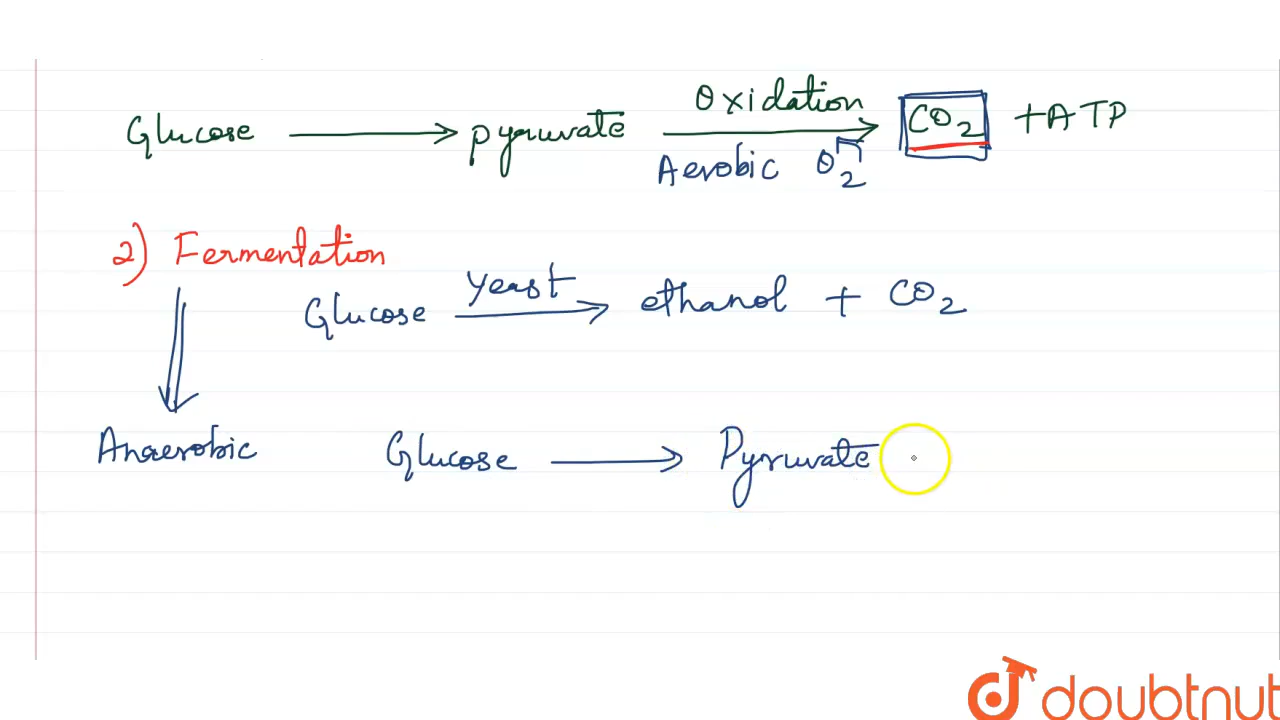 Oxidation
Glucose → pyruvate → CO2 + ATP
Aerobic O2
2) Fermentation
Yeast
Glucose → ethanol + CO2
Anaerobic Glucose → Pyruvate
doubtnut